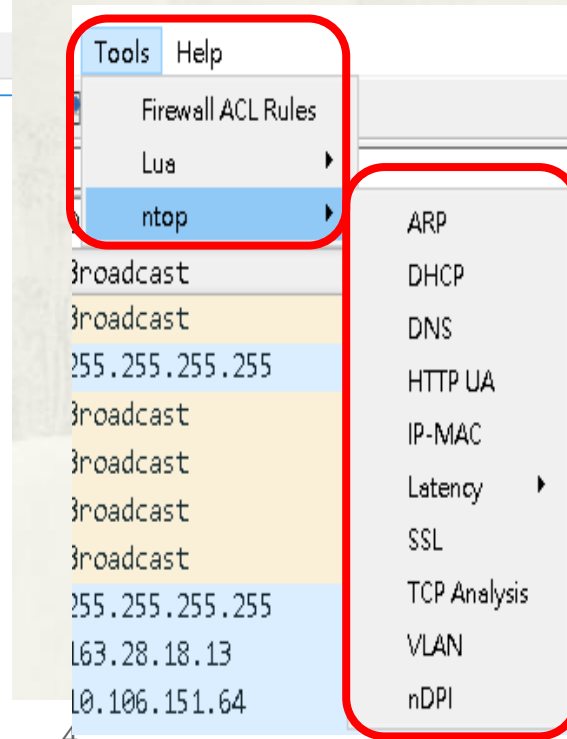 Tools Help
Firewall ACL Rules
Lua
ntop
Broadcast
Broadcast
255.255.255.255
Broadcast
Broadcast
Broadcast
Broadcast
255.255.255.255
163.28.18.13
10.106.151.64
ARP
DHCP
DNS
HTTP UA
IP-MAC
Latency
SSL
TCP Analysis
VLAN
nDPI